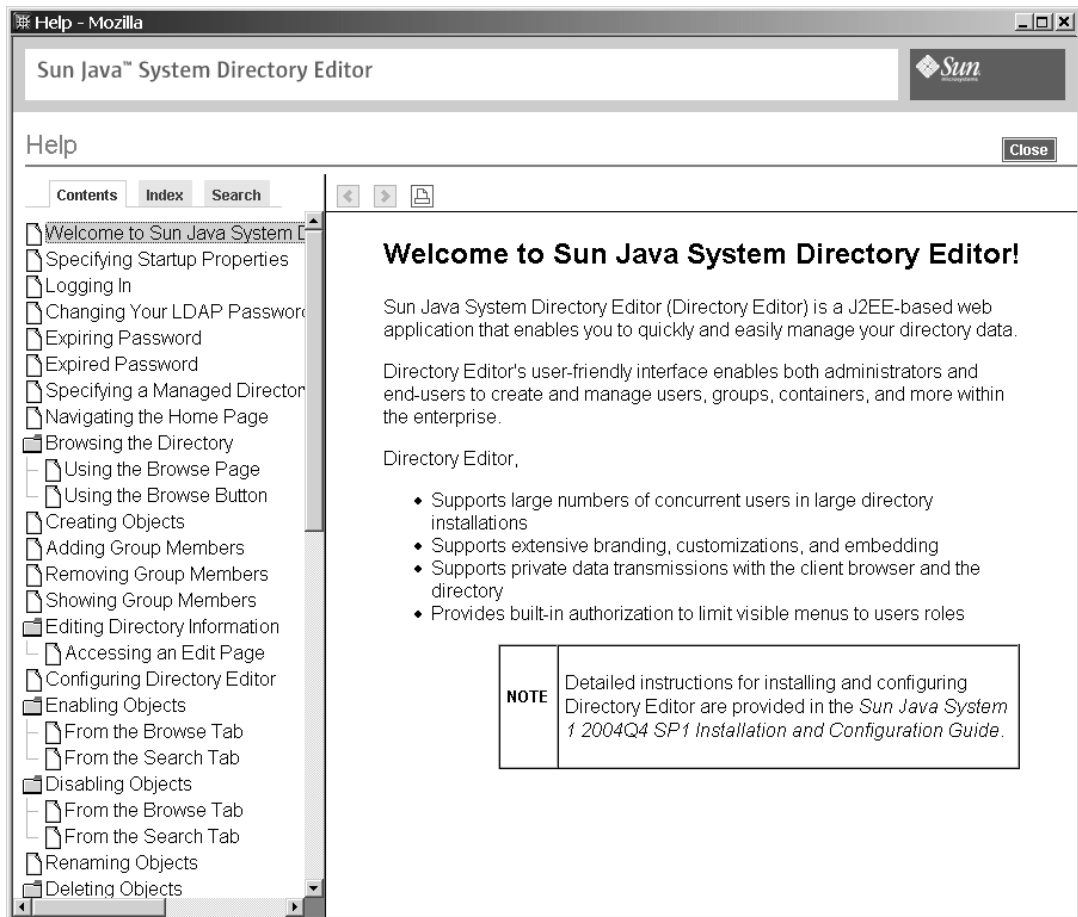 Help - Mozilla
Sun Java™ System Directory Editor
Sun
microsystems
Help
Close
Contents Index Search
Welcome to Sun Java System D
Specifying Startup Properties
Logging In
Changing Your LDAP Passwor
Expiring Password
Expired Password
Specifying a Managed Director
Navigating the Home Page
Browsing the Directory
Using the Browse Page
Using the Browse Button
Creating Objects
Adding Group Members
Removing Group Members
Showing Group Members
Editing Directory Information
Accessing an Edit Page
Configuring Directory Editor
Enabling Objects
From the Browse Tab
From the Search Tab
Disabling Objects
From the Browse Tab
From the Search Tab
Renaming Objects
Deleting Objects
Welcome to Sun Java System Directory Editor!
Sun Java System Directory Editor (Directory Editor) is a J2EE-based web
application that enables you to quickly and easily manage your directory data.
Directory Editor's user-friendly interface enables both administrators and
end-users to create and manage users, groups, containers, and more within
the enterprise.
Directory Editor,
• Supports large numbers of concurrent users in large directory
installations
• Supports extensive branding, customizations, and embedding
• Supports private data transmissions with the client browser and the
directory
• Provides built-in authorization to limit visible menus to users roles
NOTE
Detailed instructions for installing and configuring
Directory Editor are provided in the Sun Java System
1 2004Q4 SP1 Installation and Configuration Guide.